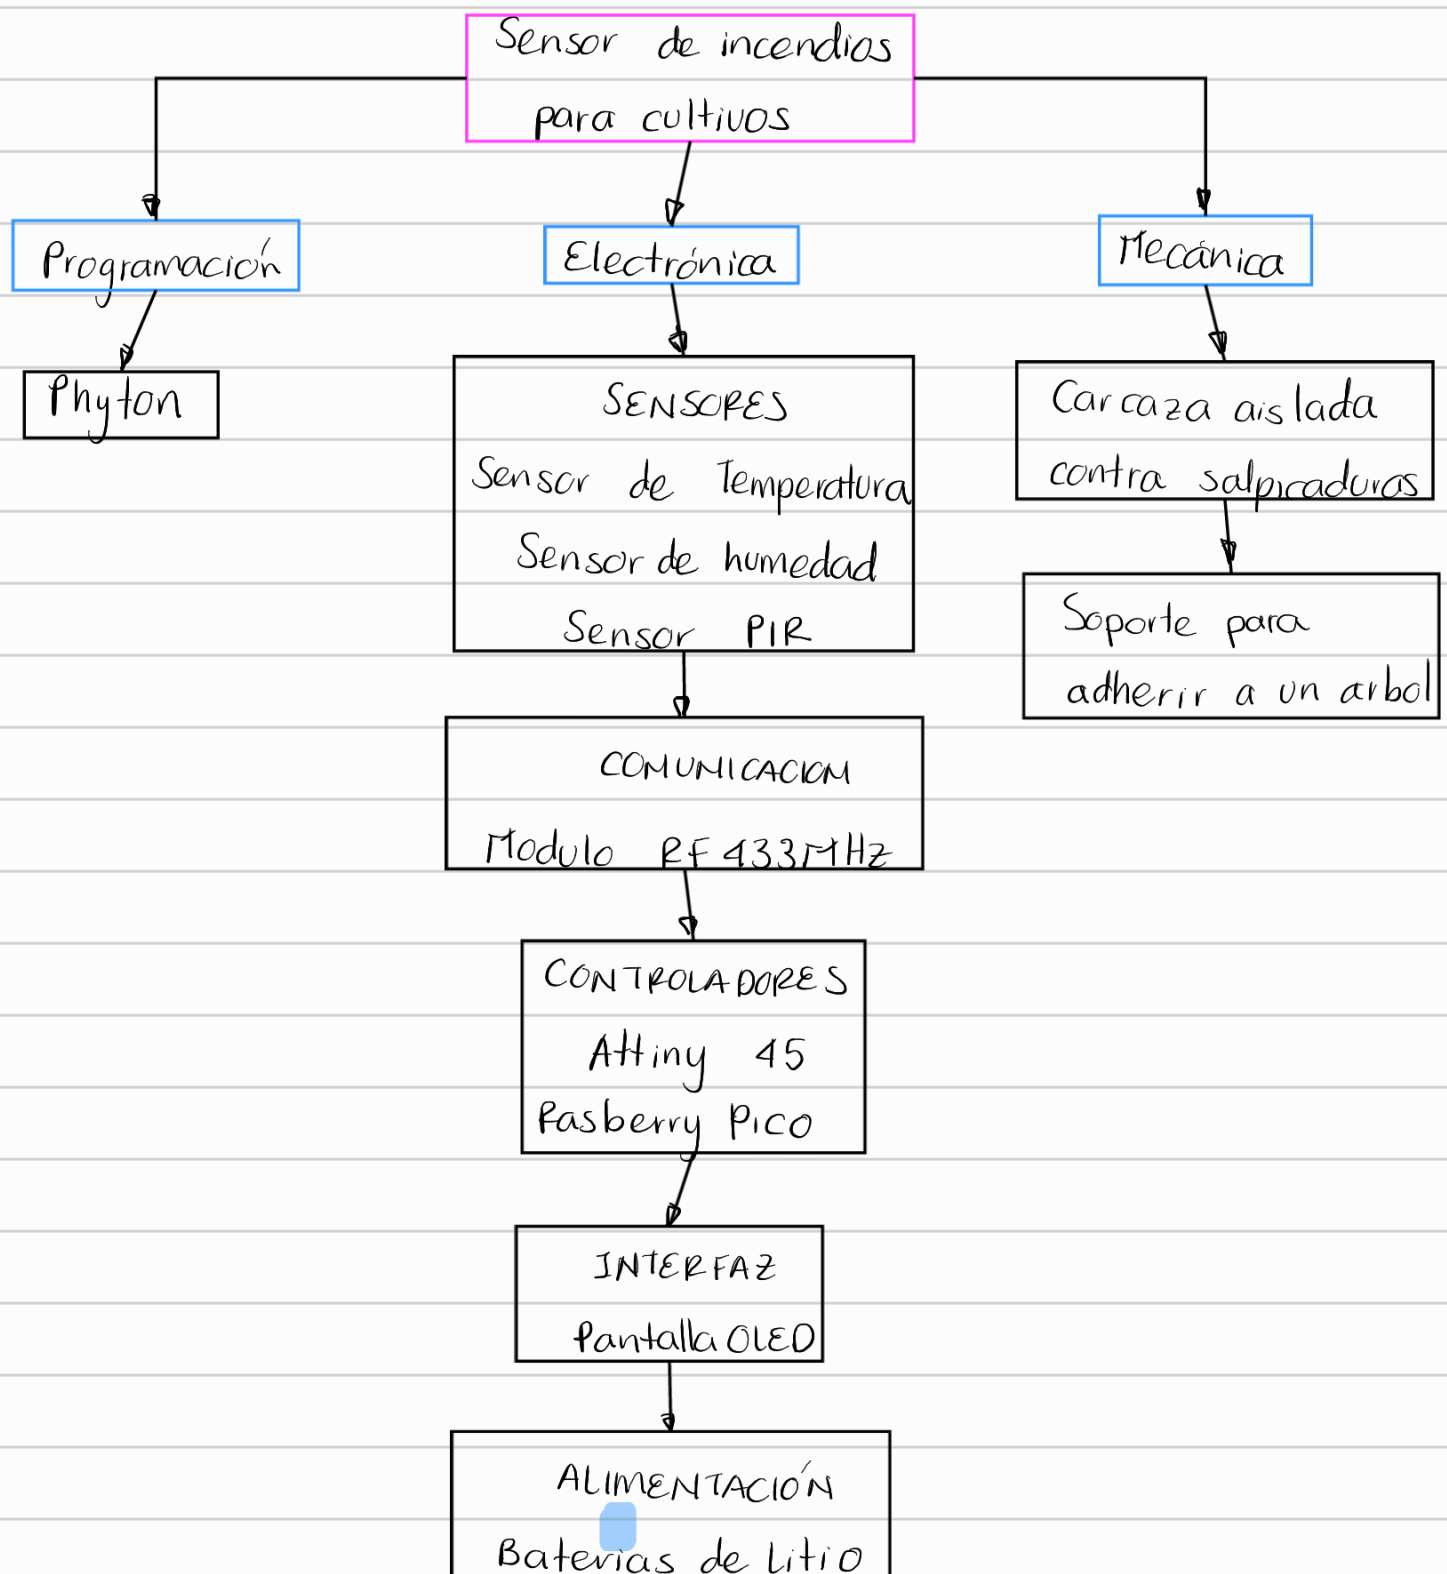 Sensor de incendios
para cultivos
Programación
Electrónica
Mecánica
Phyton
SENSORES
Sensor de Temperatura
Sensor de humedad
Sensor PIR
Carcaza aislada
contra salpicaduras
Soporte para
adherir a un arbol
COMUNICACION
Modulo RF 433MHz
CONTROLADORES
Attiny 45
Rasberry Pico
INTERFAZ
Pantalla OLED
ALIMENTACIÓN
Baterias de Litio